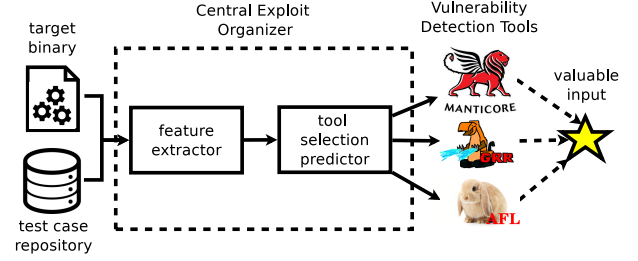 Central Exploit
Organizer
Vulnerability
Detection Tools
target
binary
feature
extractor
tool
selection
predictor
MANTICORE
GRR
AFL
valuable
input
test case
repository